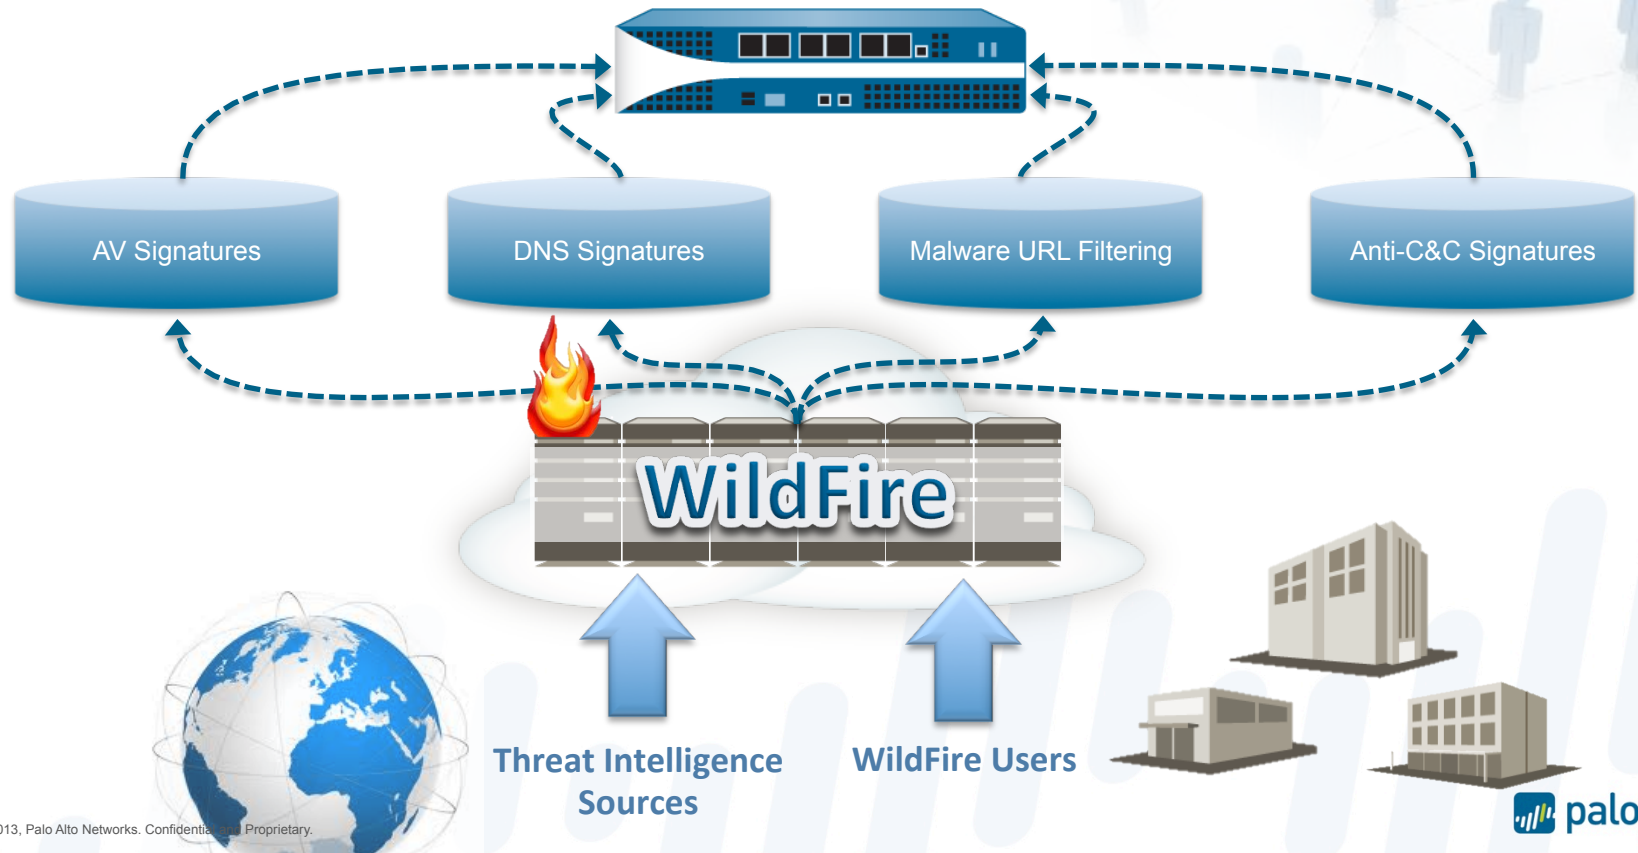 AV Signatures
DNS Signatures
Malware URL Filtering
Anti-C&C Signatures
WildFire
Threat Intelligence
Sources
WildFire Users
013, Palo Alto Networks. Confidential and Proprietary.
palo